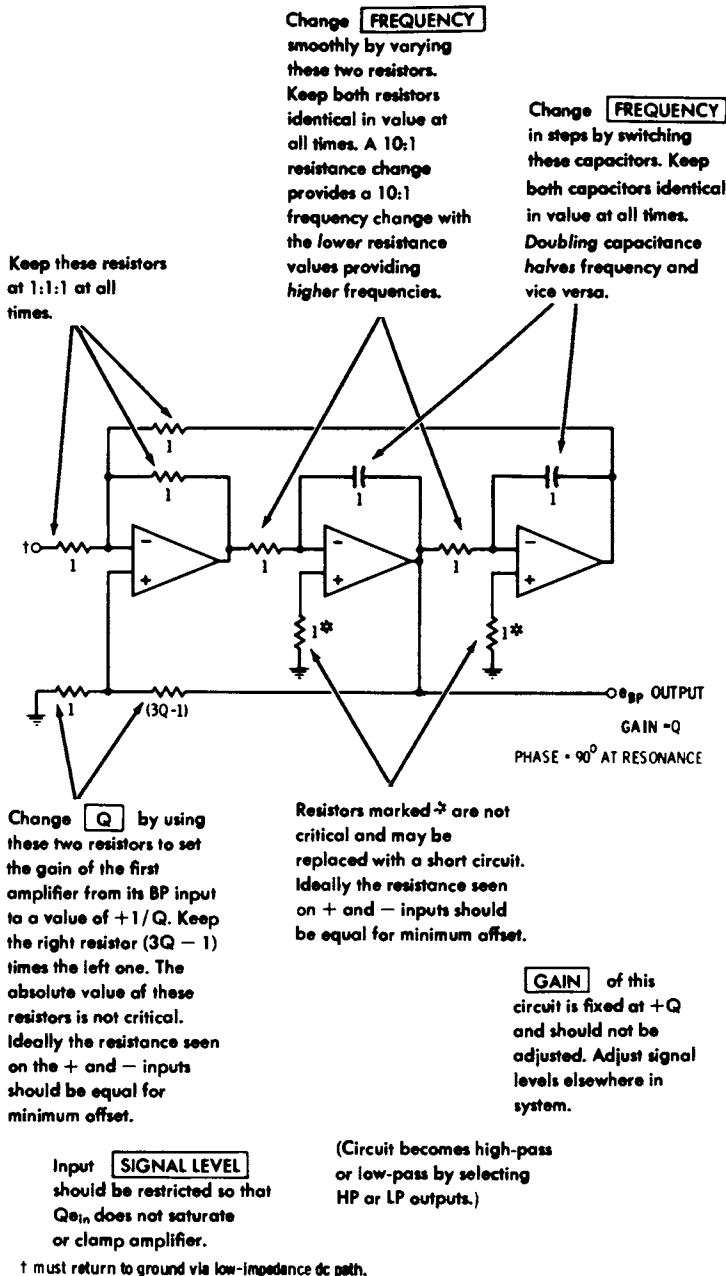 Change FREQUENCY
smoothly by varying
these two resistors.
Keep both resistors
identical in value at
all times. A 10:1
resistance change
provides a 10:1
frequency change with
the lower resistance
values providing
higher frequencies.
Change FREQUENCY
in steps by switching
these capacitors. Keep
both capacitors identical
in value at all times.
Doubling capacitance
halves frequency and
vice versa.
Keep these resistors
at 1:1:1 at all
times.
1
1
1
1
†
1
−
+
1
−
+
1
−
+
1*
1*
1
(3Q-1)
eBP OUTPUT
GAIN = Q
PHASE = 90° AT RESONANCE
Change Q by using
these two resistors to set
the gain of the first
amplifier from its BP input
to a value of +1/Q. Keep
the right resistor (3Q − 1)
times the left one. The
absolute value of these
resistors is not critical.
Ideally the resistance seen
on the + and − inputs
should be equal for
minimum offset.
Resistors marked * are not
critical and may be
replaced with a short circuit.
Ideally the resistance seen
on + and − inputs should
be equal for minimum offset.
GAIN of this
circuit is fixed at +Q
and should not be
adjusted. Adjust signal
levels elsewhere in
system.
Input SIGNAL LEVEL
should be restricted so that
Qein does not saturate
or clamp amplifier.
(Circuit becomes high-pass
or low-pass by selecting
HP or LP outputs.)
† must return to ground via low-impedance dc path.